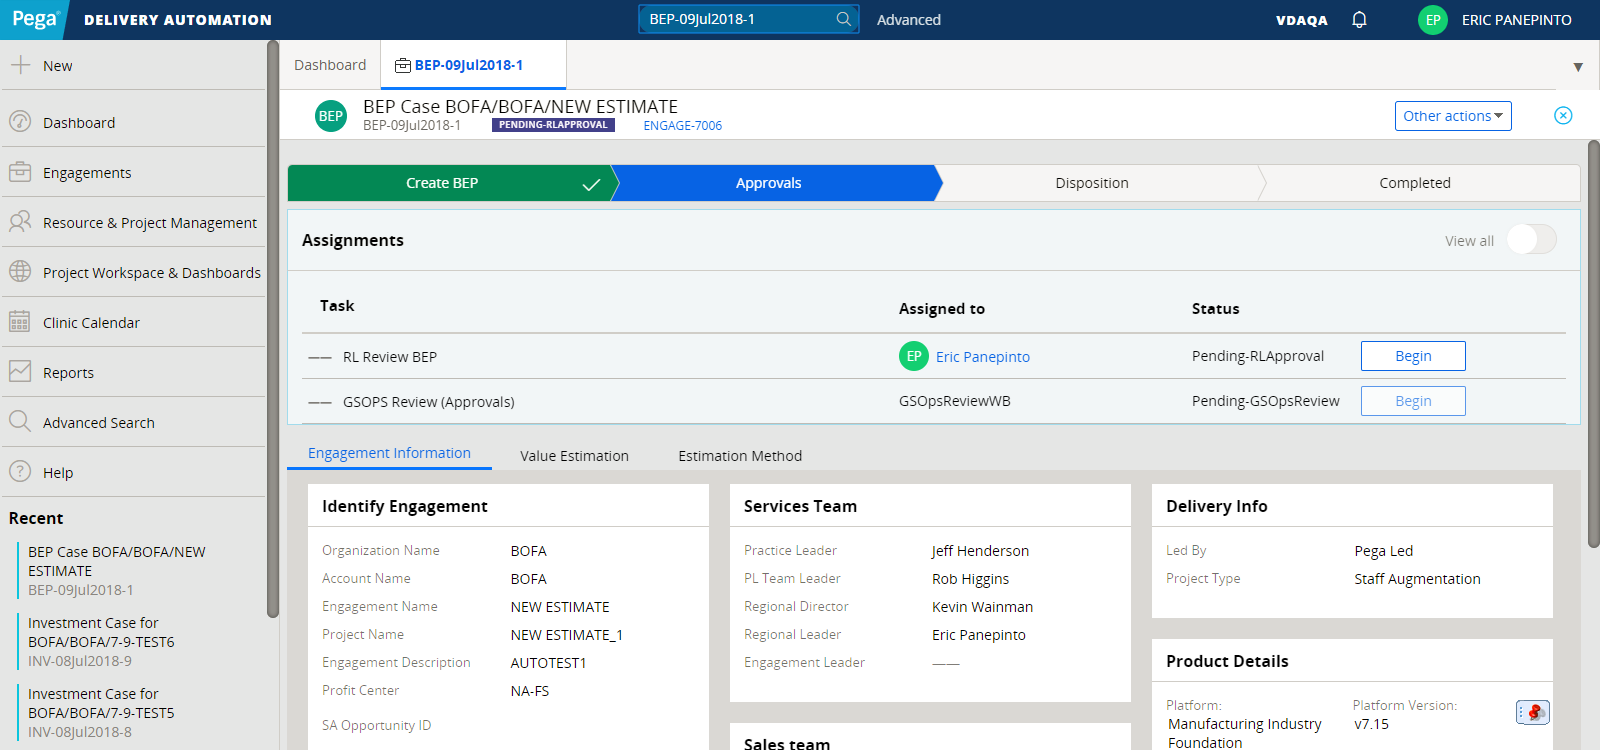 Pega DELIVERY AUTOMATION
BEP-09Jul2018-1
Advanced
VDAQA
EP ERIC PANEPINTO
New
Dashboard
Engagements
Resource & Project Management
Project Workspace & Dashboards
Clinic Calendar
Reports
Advanced Search
Help
Recent
BEP Case BOFA/BOFA/NEW
ESTIMATE
BEP-09Jul2018-1
Investment Case for
BOFA/BOFA/7-9-TEST6
INV-08Jul2018-9
Investment Case for
BOFA/BOFA/7-9-TEST5
INV-08Jul2018-8
Dashboard BEP-09Jul2018-1
BEP BEP Case BOFA/BOFA/NEW ESTIMATE
BEP-09Jul2018-1 PENDING-RLAPPROVAL ENGAGE-7006
Other actions
Create BEP Approvals Disposition Completed
Assignments View all
Task Assigned to Status
RL Review BEP EP Eric Panepinto Pending-RLApproval Begin
GSOPS Review (Approvals) GSOpsReviewWB Pending-GSOpsReview Begin
Engagement Information Value Estimation Estimation Method
Identify Engagement
Organization Name BOFA
Account Name BOFA
Engagement Name NEW ESTIMATE
Project Name NEW ESTIMATE_1
Engagement Description AUTOTEST1
Profit Center NA-FS
SA Opportunity ID
Services Team
Practice Leader Jeff Henderson
PL Team Leader Rob Higgins
Regional Director Kevin Wainman
Regional Leader Eric Panepinto
Engagement Leader ——
Sales team
Delivery Info
Led By Pega Led
Project Type Staff Augmentation
Product Details
Platform: Platform Version:
Manufacturing Industry v7.15
Foundation